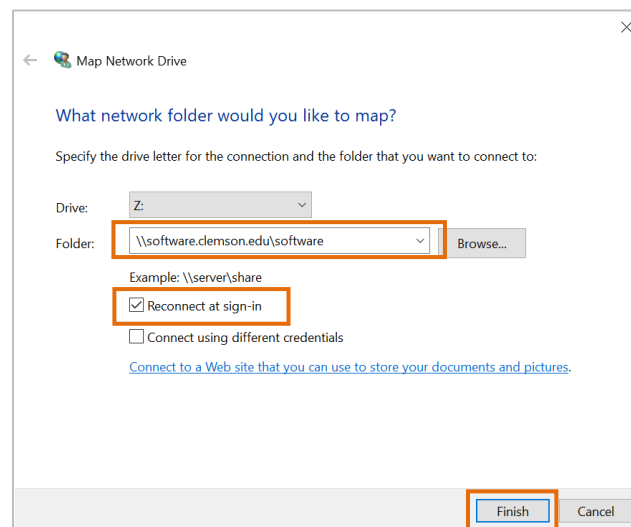 Map Network Drive
What network folder would you like to map?
Specify the drive letter for the connection and the folder that you want to connect to:
Drive: Z:
Folder: \\software.clemson.edu\software Browse...
Example: \\server\share
Reconnect at sign-in
Connect using different credentials
Connect to a Web site that you can use to store your documents and pictures.
Finish Cancel